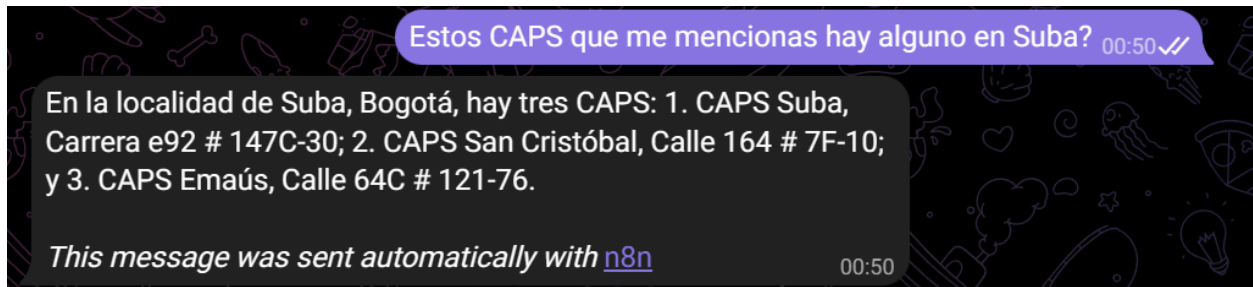 Estos CAPS que me mencionas hay alguno en Suba? 00:50
En la localidad de Suba, Bogotá, hay tres CAPS: 1. CAPS Suba,
Carrera e92 # 147C-30; 2. CAPS San Cristóbal, Calle 164 # 7F-10;
y 3. CAPS Emaús, Calle 64C # 121-76.
This message was sent automatically with n8n
00:50